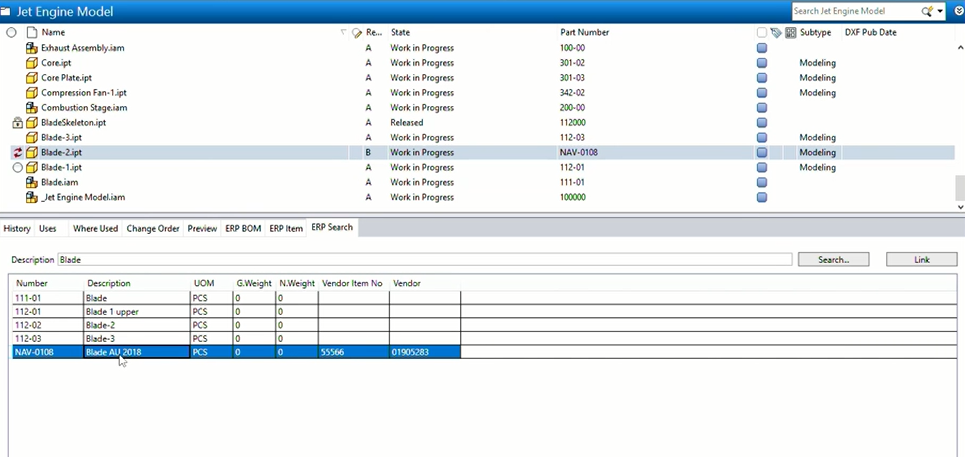 Jet Engine Model
Search Jet Engine Model
Name Re... State Part Number Subtype DXF Pub Date
Exhaust Assembly.iam A Work in Progress 100-00
Core.ipt A Work in Progress 301-02 Modeling
Core Plate.ipt A Work in Progress 301-03 Modeling
Compression Fan-1.ipt A Work in Progress 342-02 Modeling
Combustion Stage.iam A Work in Progress 200-00
BladeSkeleton.ipt A Released 112000
Blade-3.ipt A Work in Progress 112-03 Modeling
Blade-2.ipt B Work in Progress NAV-0108 Modeling
Blade-1.ipt A Work in Progress 112-01 Modeling
Blade.iam A Work in Progress 111-01
_Jet Engine Model.iam A Work in Progress 100000
History Uses Where Used Change Order Preview ERP BOM ERP Item ERP Search
Description Blade Search... Link
Number Description UOM G.Weight N.Weight Vendor Item No Vendor
111-01 Blade PCS 0 0
112-01 Blade 1 upper PCS 0 0
112-02 Blade-2 PCS 0 0
112-03 Blade-3 PCS 0 0
NAV-0108 Blade AU 2018 PCS 0 0 55566 01905283